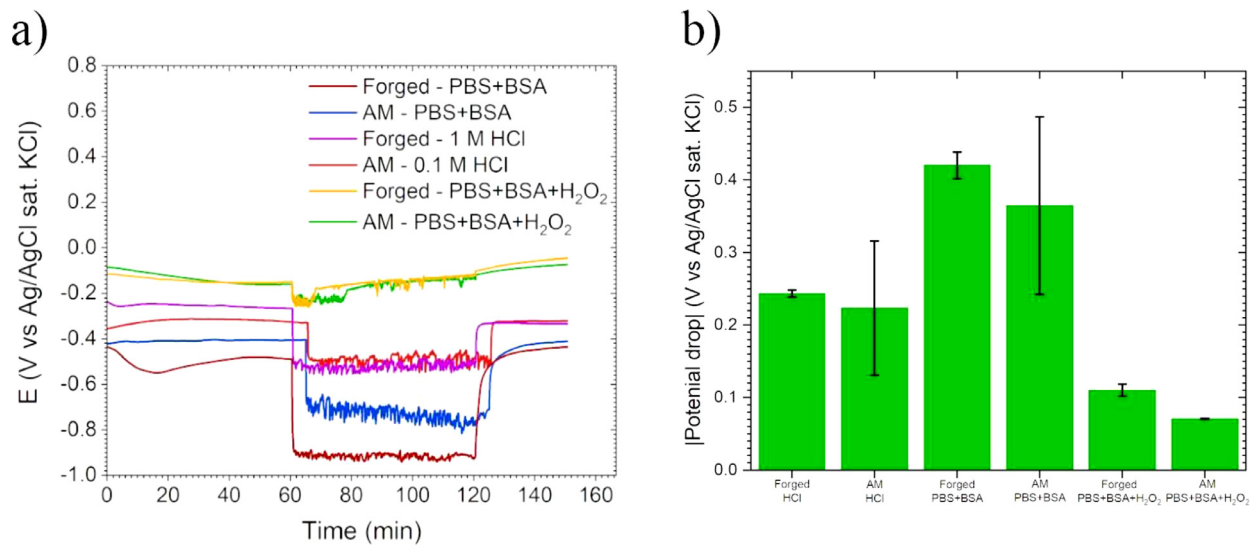 a)
E (V vs Ag/AgCl sat. KCl)
0.8
0.6
0.4
0.2
0.0
-0.2
-0.4
-0.6
-0.8
-1.0
Forged - PBS+BSA
AM - PBS+BSA
Forged - 1 M HCl
AM - 0.1 M HCl
Forged - PBS+BSA+H₂O₂
AM - PBS+BSA+H₂O₂
0 20 40 60 80 100 120 140 160
Time (min)
b)
|Potenial drop| (V vs Ag/AgCl sat. KCl)
0.5
0.4
0.3
0.2
0.1
0.0
Forged
HCl
AM
HCl
Forged
PBS+BSA
AM
PBS+BSA
Forged
PBS+BSA+H₂O₂
AM
PBS+BSA+H₂O₂